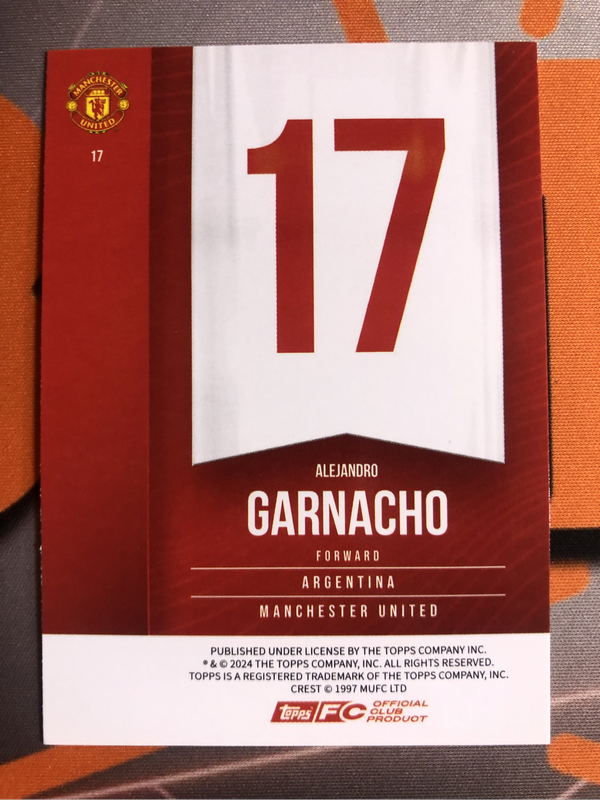 MANCHESTER
UNITED
17
17
ALEJANDRO
GARNACHO
FORWARD
ARGENTINA
MANCHESTER UNITED
PUBLISHED UNDER LICENSE BY THE TOPPS COMPANY INC.
® & © 2024 THE TOPPS COMPANY, INC. ALL RIGHTS RESERVED.
TOPPS IS A REGISTERED TRADEMARK OF THE TOPPS COMPANY, INC.
CREST © 1997 MUFC LTD
topps FC OFFICIAL
CLUB
PRODUCT